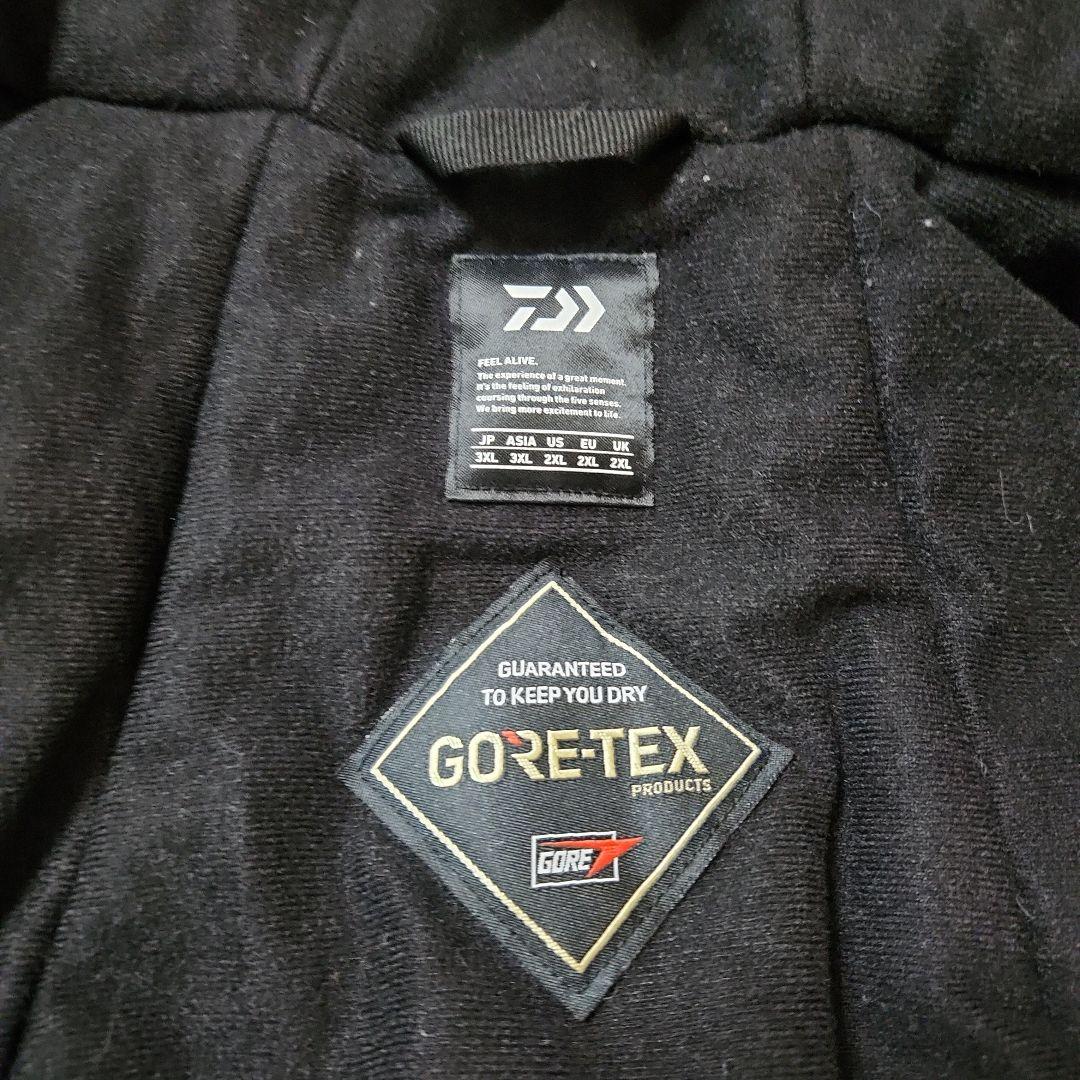 FEEL ALIVE.
The experience of a great moment.
It's the feeling of exhilaration
coursing through the five senses.
We bring more excitement to life.
JP ASIA US EU UK
3XL 3XL 2XL 2XL 2XL
GUARANTEED
TO KEEP YOU DRY
GORE-TEX
PRODUCTS
GORE